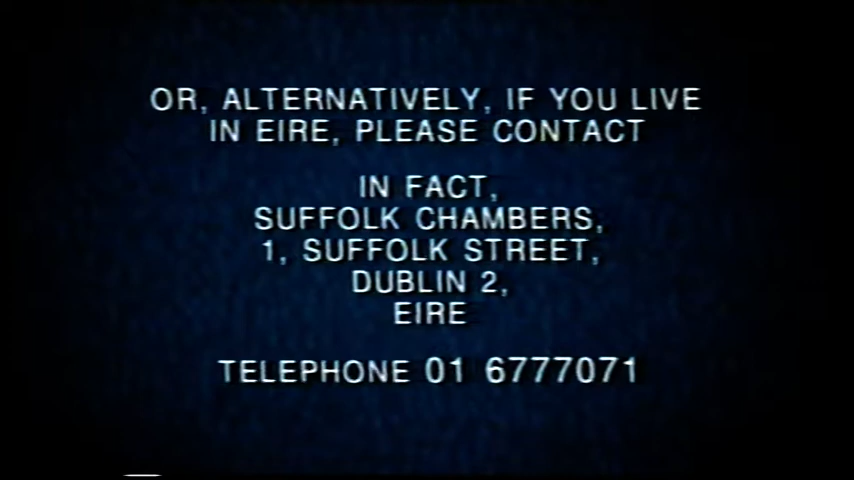 OR, ALTERNATIVELY, IF YOU LIVE
IN EIRE, PLEASE CONTACT
IN FACT,
SUFFOLK CHAMBERS,
1, SUFFOLK STREET,
DUBLIN 2,
EIRE
TELEPHONE 01 6777071